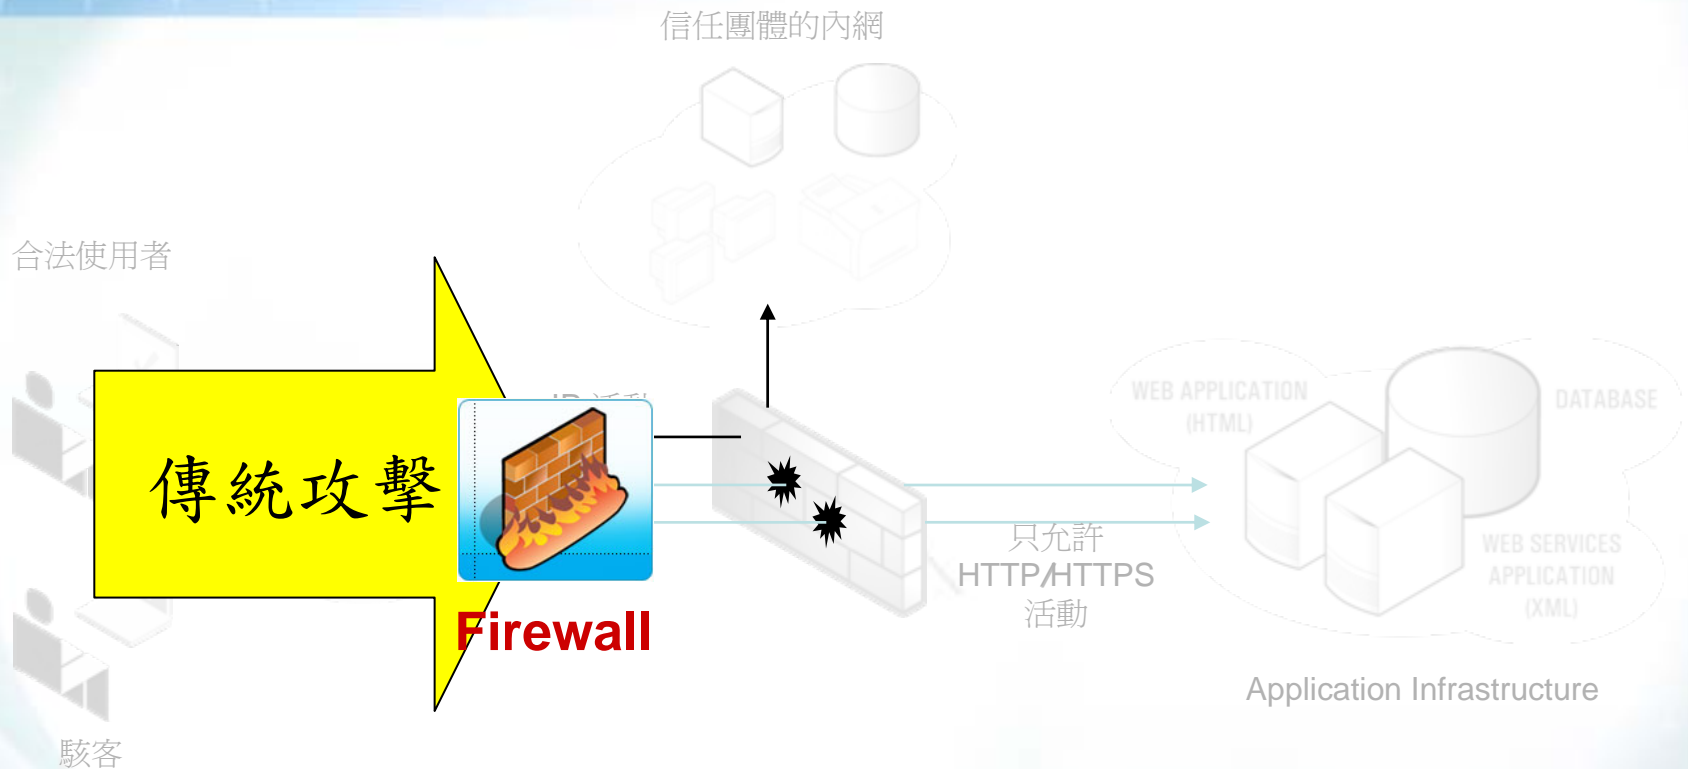 信任團體的內網
合法使用者
傳統攻擊
Firewall
駭客
只允許
HTTP/HTTPS
活動
WEB APPLICATION
(HTML)
DATABASE
WEB SERVICES
APPLICATION
(XML)
Application Infrastructure